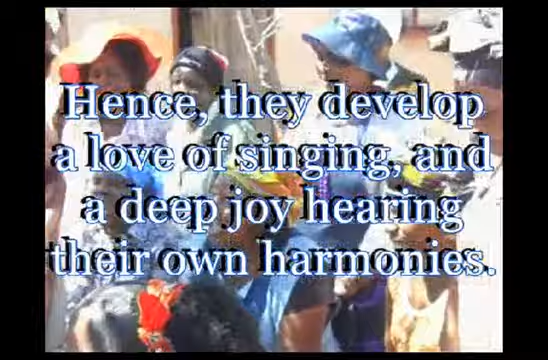 Hence, they develop
a love of singing, and
a deep joy hearing
their own harmonies.